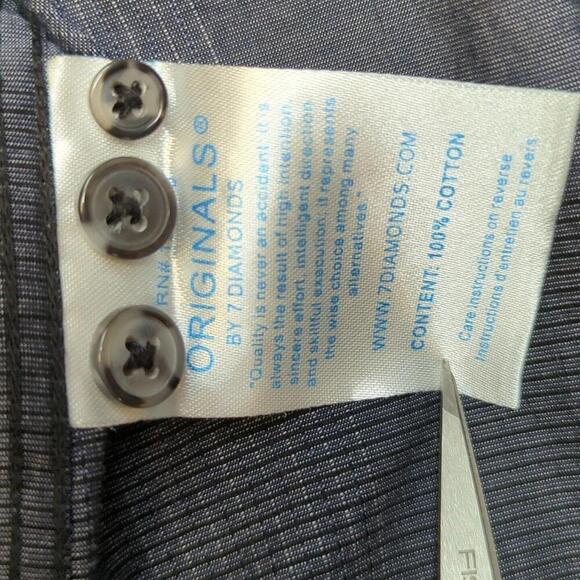 RN#
ORIGINALS®
BY 7 DIAMONDS
"Quality is never an accident. It is
always the result of high intention,
sincere effort, intelligent direction
and skillful execution, it represents
the wise choice among many
alternatives"
WWW.7DIAMONDS.COM
CONTENT: 100% COTTON
Care instructions on reverse
Instructions d'entretien au revers